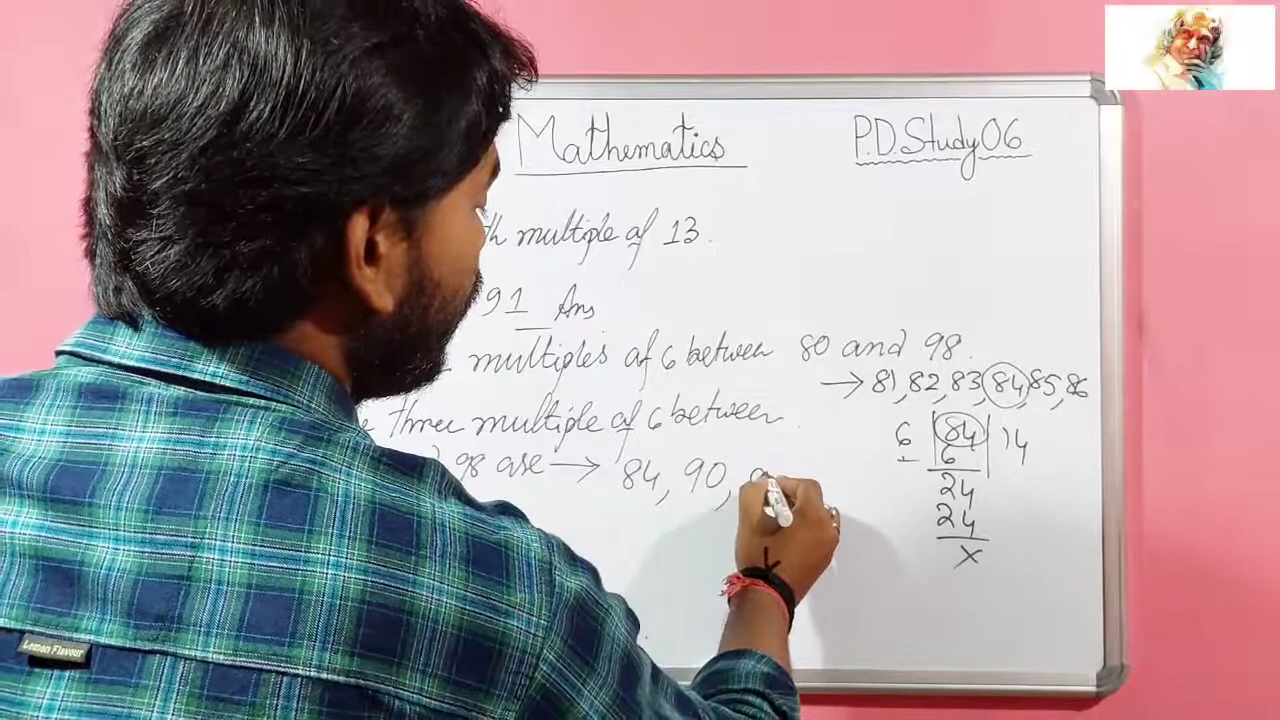 Mathematics
P.D.Study06
th multiple of 13.
91 Ans
multiples of 6 between 80 and 98.
→ 81, 82, 83, 84, 85, 86
three multiple of 6 between
98 are → 84, 90,
6 84 14
6
24
24
x
Lemon Flavour